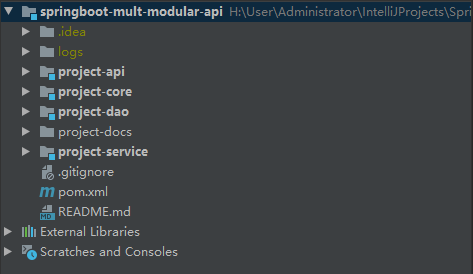 springboot-mult-modular-api H:\User\Administrator\IntelliJProjects\Spri
.idea
logs
project-api
project-core
project-dao
project-docs
project-service
.gitignore
m pom.xml
MD README.md
External Libraries
Scratches and Consoles